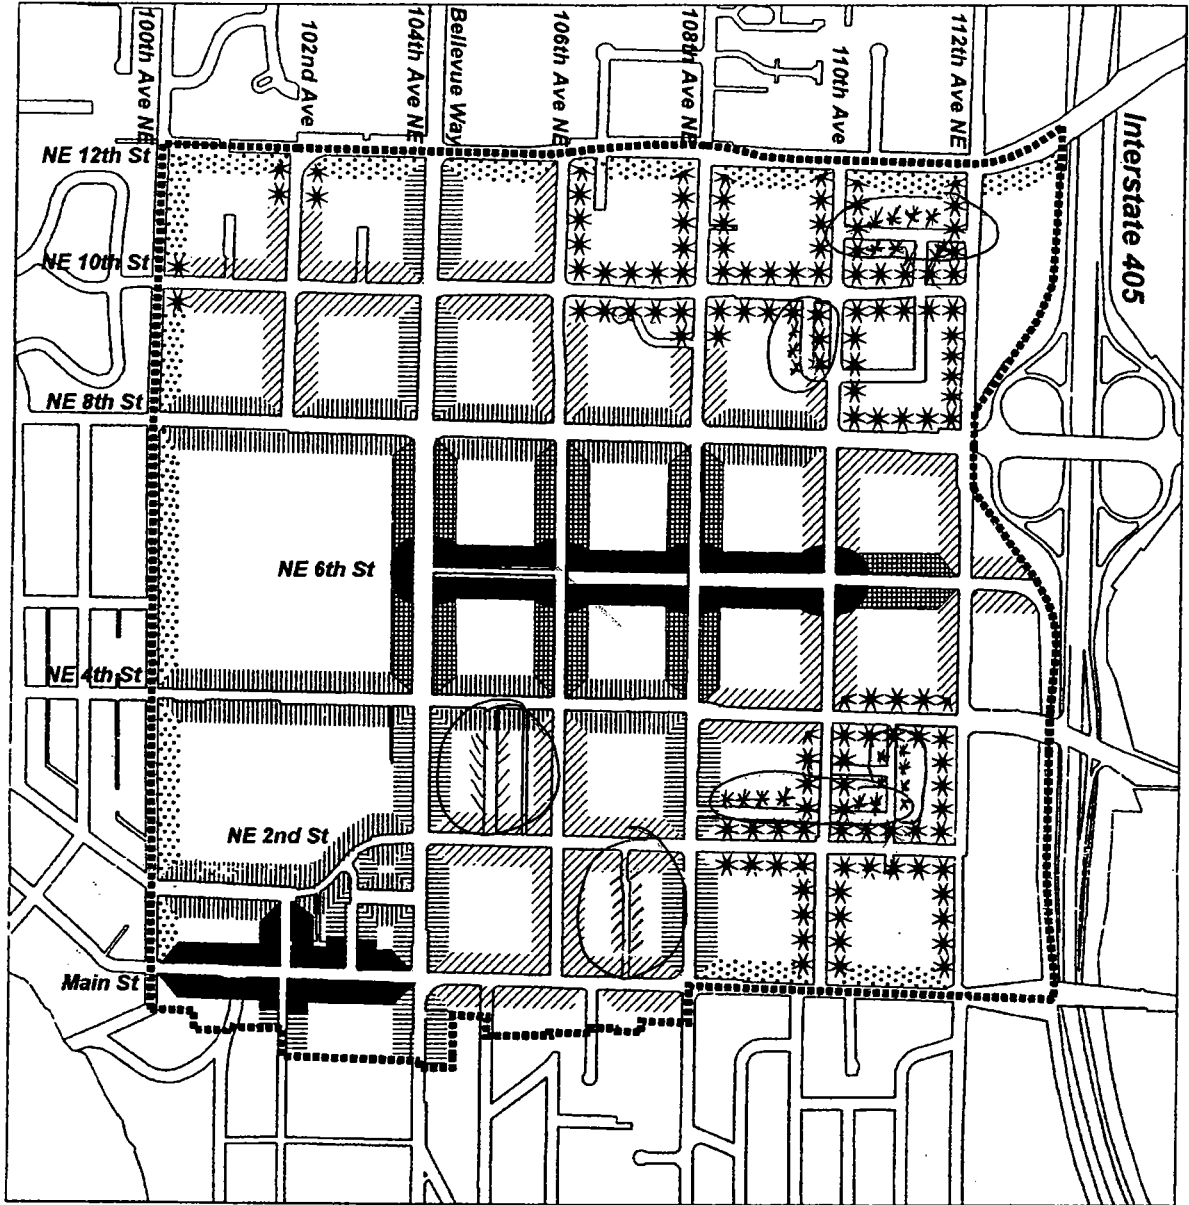 100th Ave NE
102nd Ave
104th Ave NE
Bellevue Way
106th Ave NE
108th Ave NE
110th Ave
112th Ave NE
Interstate 405
NE 12th St
NE 10th St
NE 8th St
NE 6th St
NE 4th St
NE 2nd St
Main St